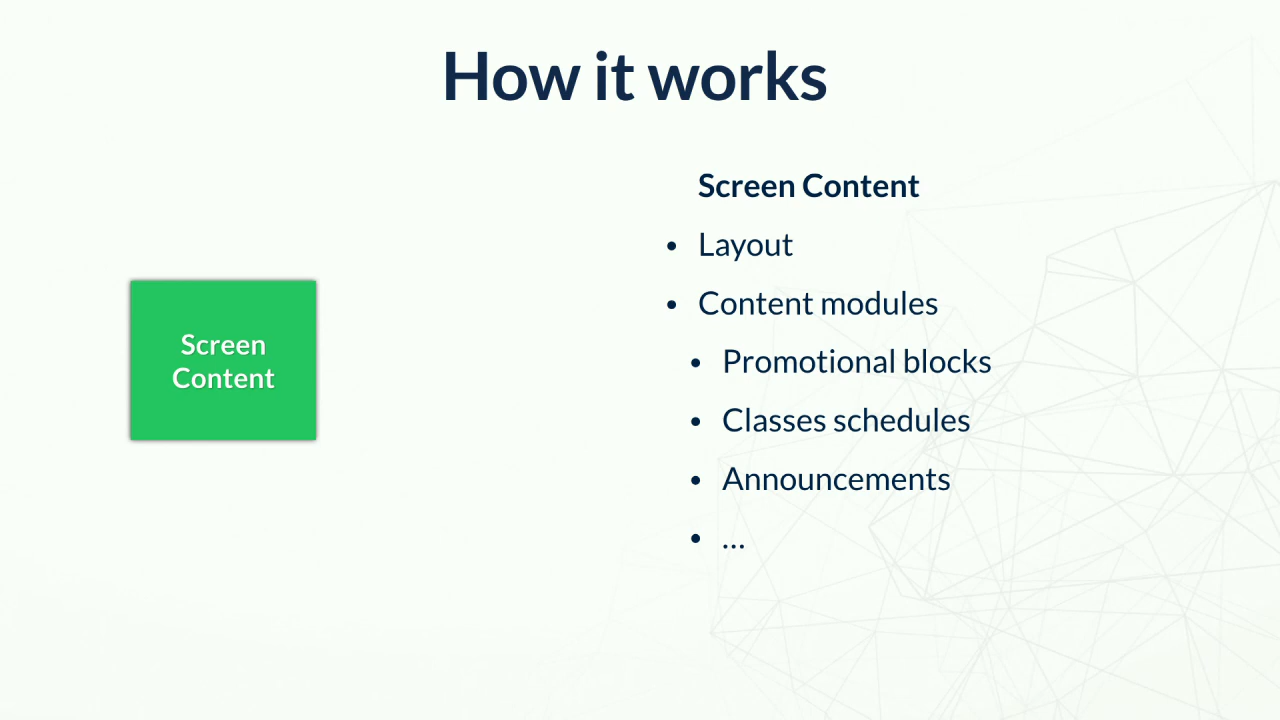 How it works
Screen
Content
Screen Content
• Layout
• Content modules
• Promotional blocks
• Classes schedules
• Announcements
• ...